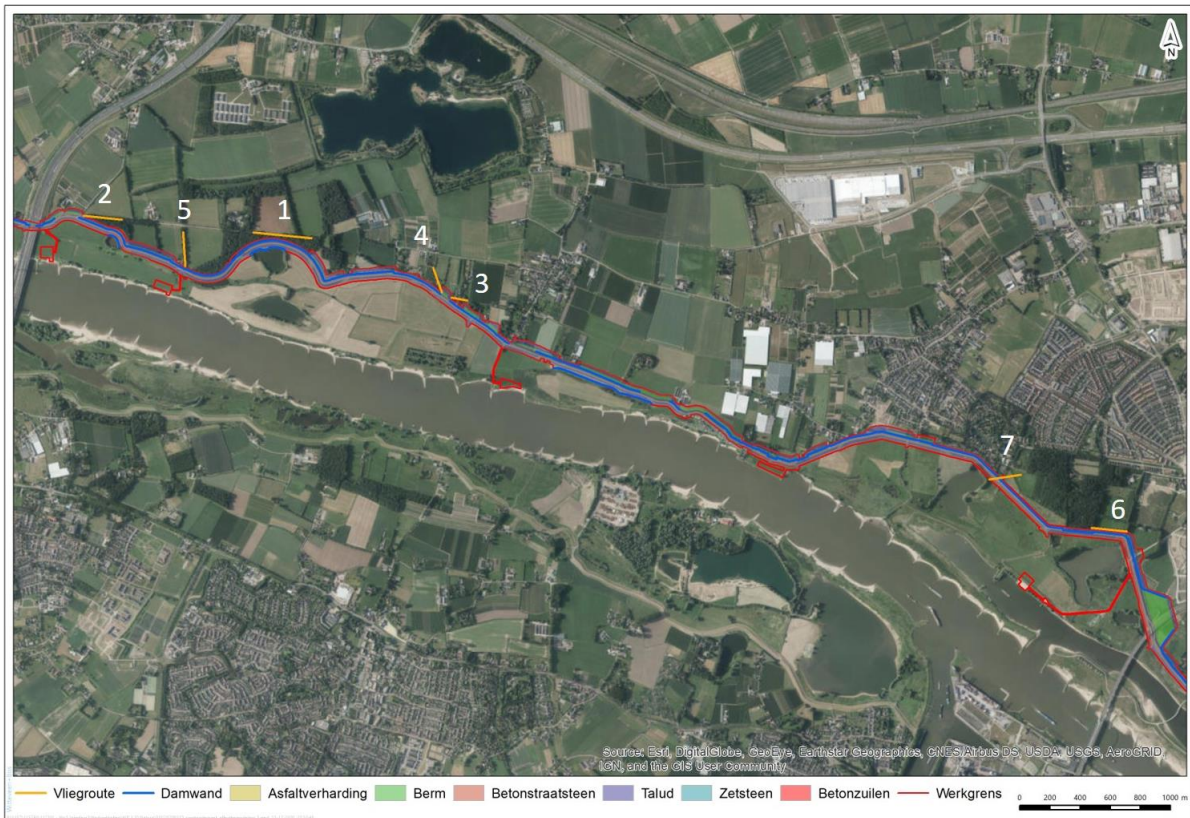 N
2
5
1
4
3
7
6
Source: Esri, DigitalGlobe, GeoEye, Earthstar Geographics, CNES/Airbus DS, USDA, USGS, AeroGRID,
IGN, and the GIS User Community
Vliegroute Damwand Asfaltverharding Berm Betonstraatsteen Talud Zetsteen Betonzuilen Werkgrens
0 200 400 600 800 1000 m